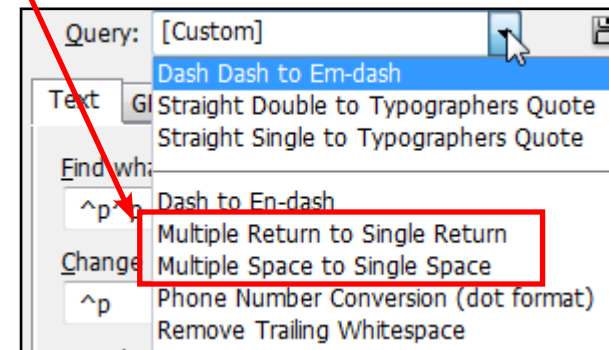 Query: [Custom]
Dash Dash to Em-dash
Text Gl Straight Double to Typographers Quote
Straight Single to Typographers Quote
Find wha
Dash to En-dash
^p^p
Multiple Return to Single Return
Change Multiple Space to Single Space
^p Phone Number Conversion (dot format)
Remove Trailing Whitespace